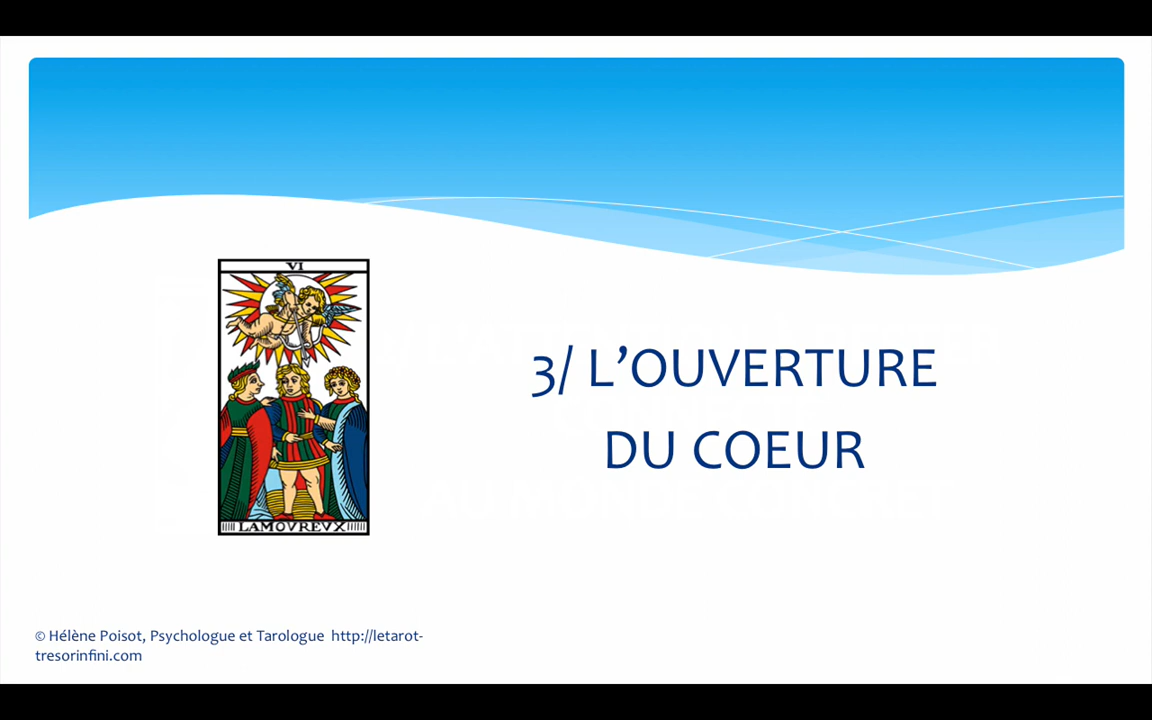 VI
LAMOVREVX
3/ L’OUVERTURE
DU COEUR
© Hélène Poisot, Psychologue et Tarologue http://letarot-
tresorinfini.com